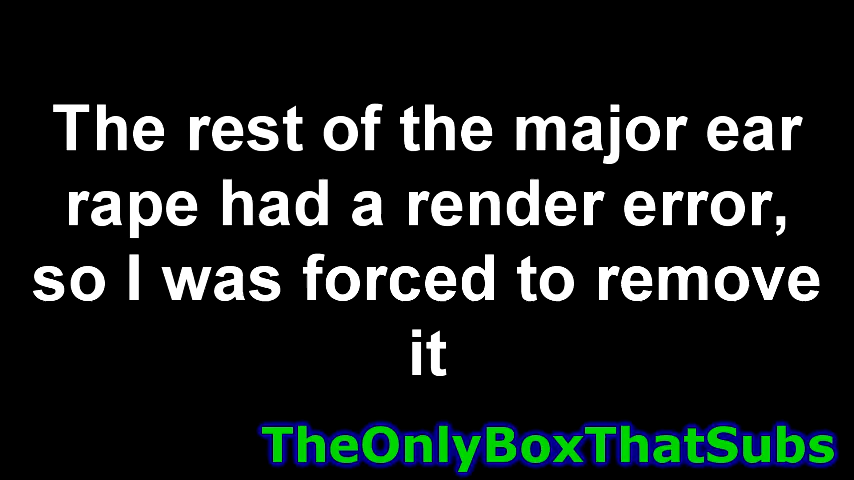 The rest of the major ear
rape had a render error,
so I was forced to remove
it
TheOnlyBoxThatSubs